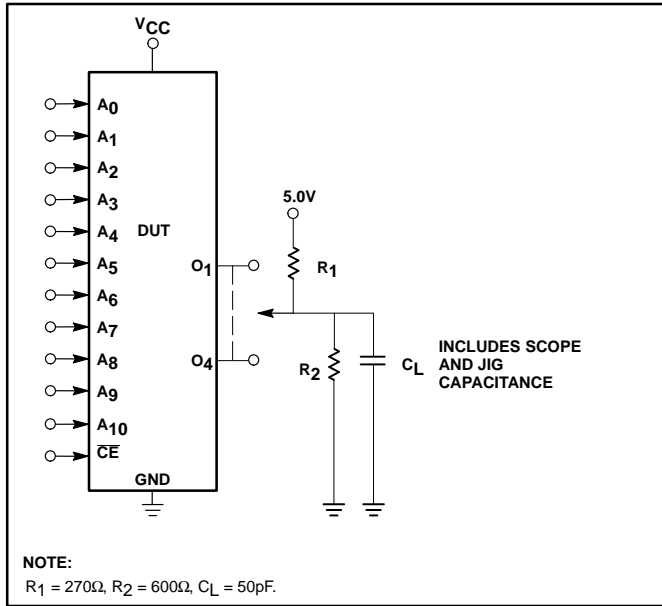 VCC
A0
A1
A2
A3
A4
DUT
A5
A6
A7
A8
A9
A10
CE
GND
O1
O4
5.0V
R1
R2
CL
INCLUDES SCOPE
AND JIG
CAPACITANCE
NOTE:
R1 = 270Ω, R2 = 600Ω, CL = 50pF.